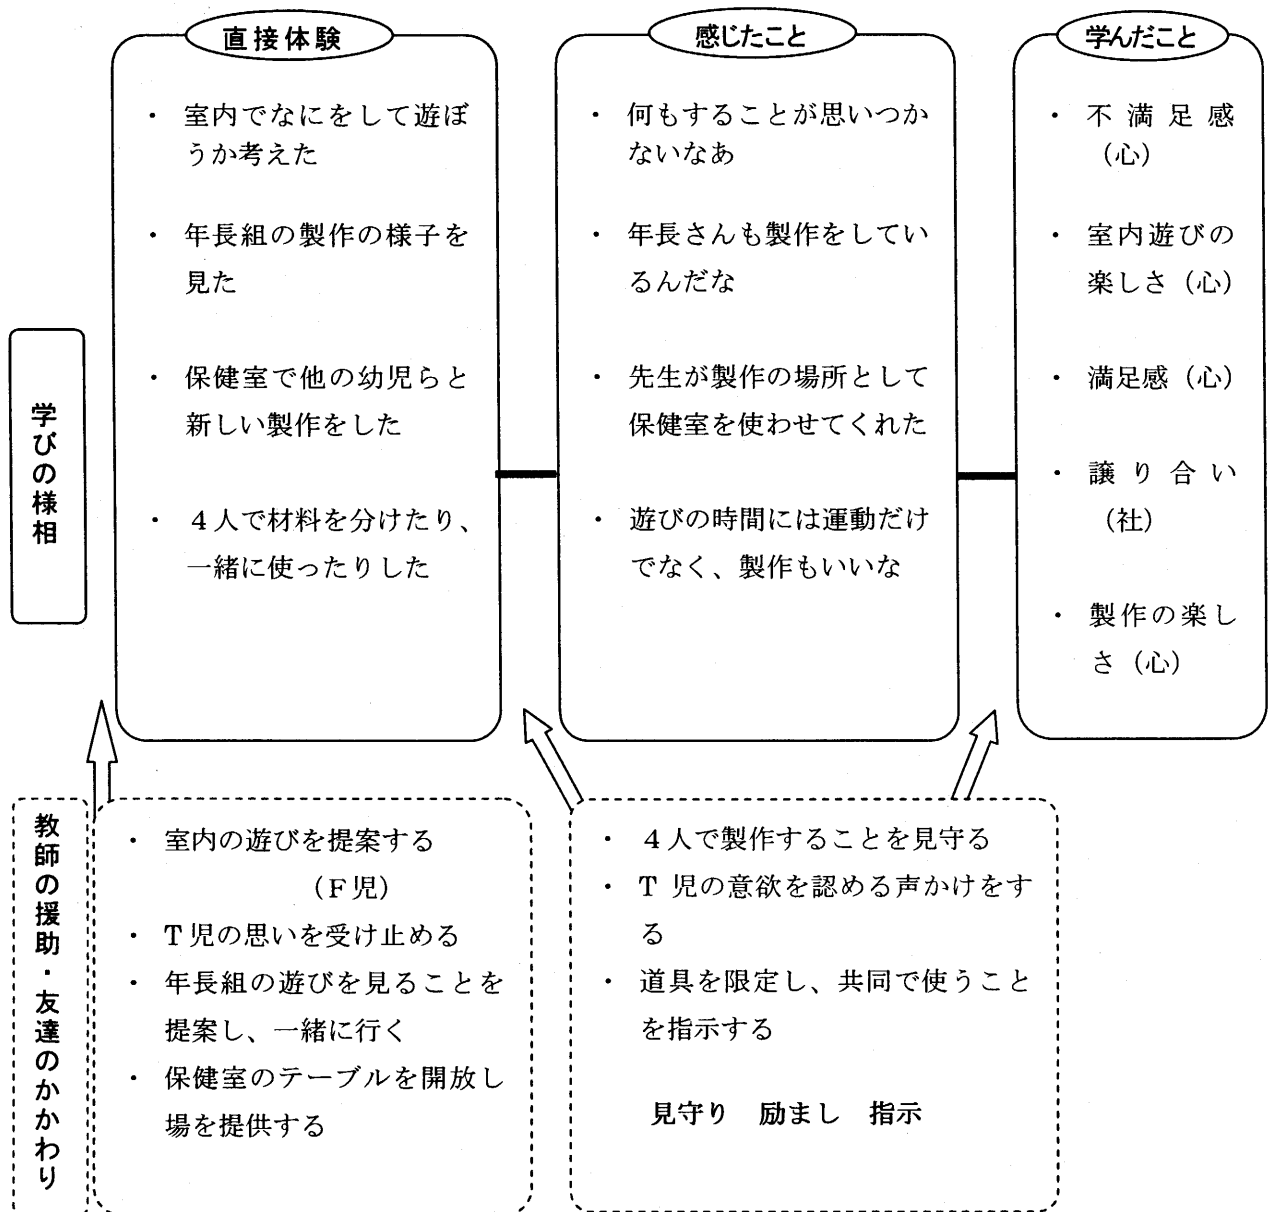 学びの様相
直接体験
・ 室内でなにをして遊ぼ
うか考えた
・ 年長組の製作の様子を
見た
・ 保健室で他の幼児らと
新しい製作をした
・ 4人で材料を分けたり、
一緒に使ったりした
感じたこと
・ 何もすることが思いつか
ないなあ
・ 年長さんも製作をしてい
るんだな
・ 先生が製作の場所として
保健室を使わせてくれた
・ 遊びの時間には運動だけ
でなく、製作もいいな
学んだこと
・ 不満足感
（心）
・ 室内遊びの
楽しさ（心）
・ 満足感（心）
・ 譲り合い
（社）
・ 製作の楽し
さ（心）
教師の援助・友達のかかわり
・ 室内の遊びを提案する
（F児）
・ T児の思いを受け止める
・ 年長組の遊びを見ることを
提案し、一緒に行く
・ 保健室のテーブルを開放し
場を提供する
・ 4人で製作することを見守る
・ T 児の意欲を認める声かけをす
る
・ 道具を限定し、共同で使うこと
を指示する
見守り 励まし 指示